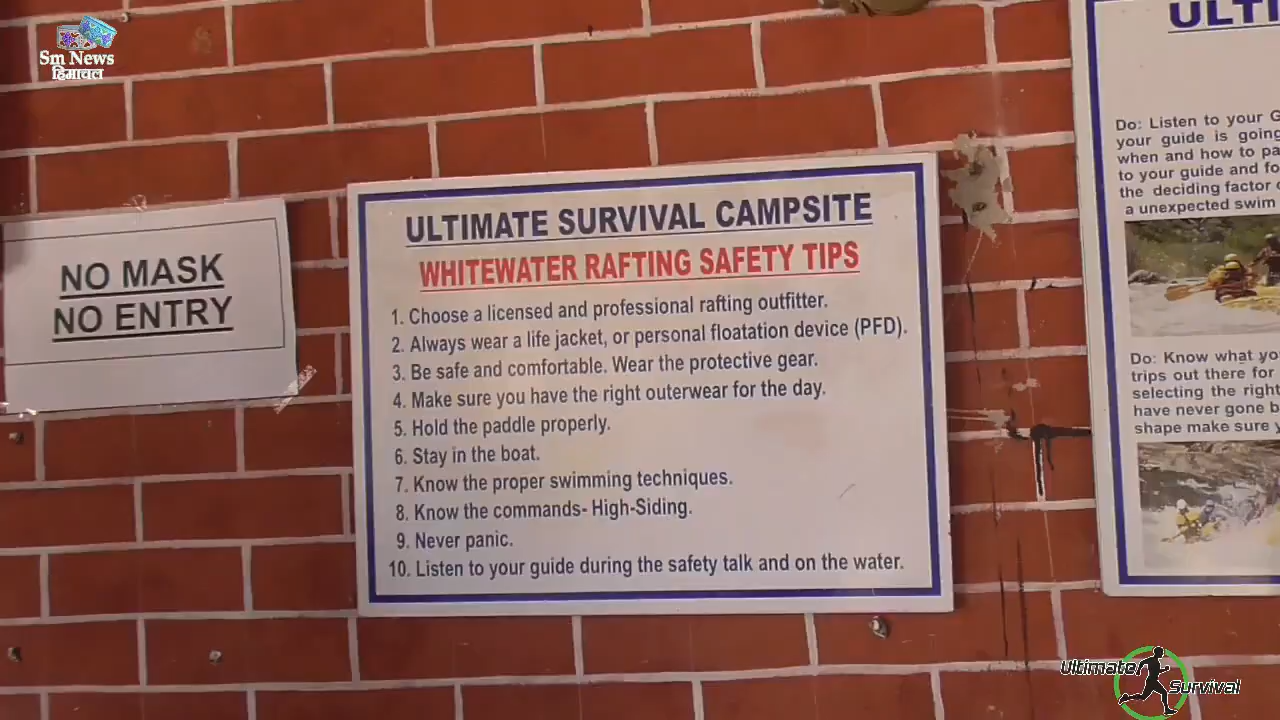 Sm News
हिमाचल
NO MASK
NO ENTRY
ULTIMATE SURVIVAL CAMPSITE
WHITEWATER RAFTING SAFETY TIPS
1. Choose a licensed and professional rafting outfitter.
2. Always wear a life jacket, or personal floatation device (PFD).
3. Be safe and comfortable. Wear the protective gear.
4. Make sure you have the right outerwear for the day.
5. Hold the paddle properly.
6. Stay in the boat.
7. Know the proper swimming techniques.
8. Know the commands- High-Siding.
9. Never panic.
10. Listen to your guide during the safety talk and on the water.
Do: Listen to your
your guide is going
when and how to
to your guide and
the deciding factor
a unexpected swim
Do: Know what
trips out there for
selecting the right
have never gone
shape make sure
Ultimate
Survival